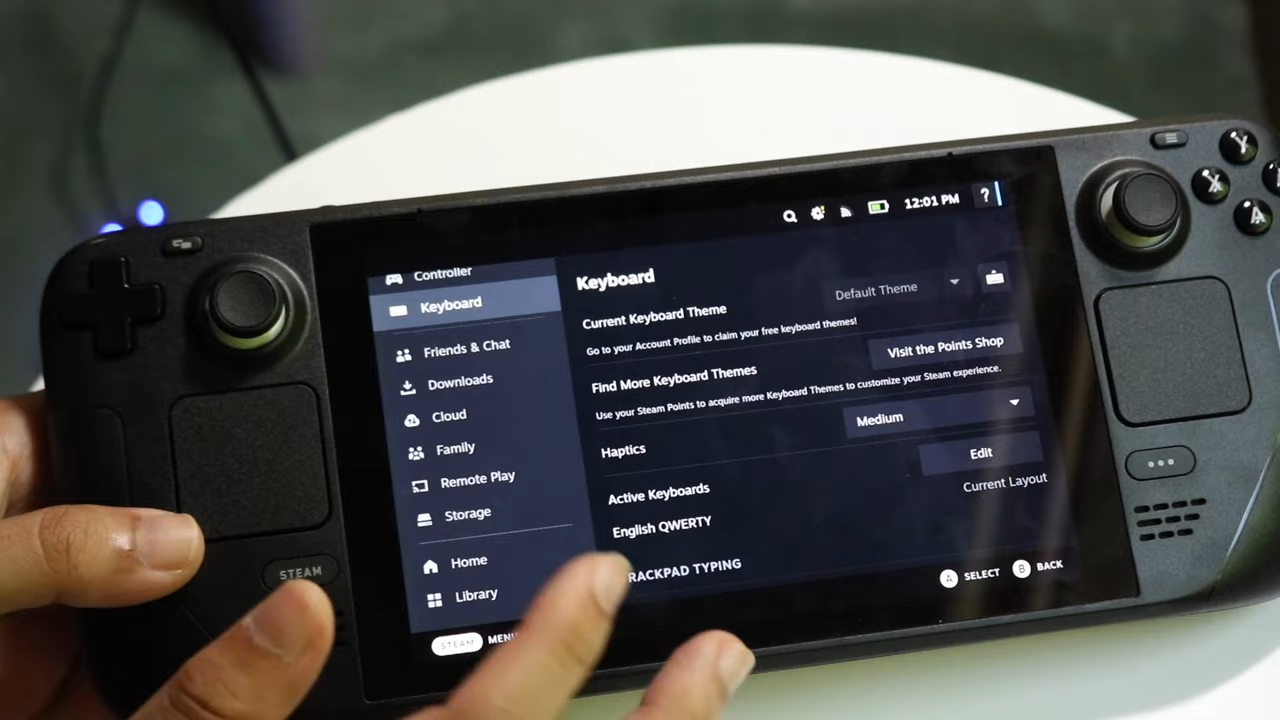 12:01 PM
?
Controller
Keyboard
Friends & Chat
Downloads
Cloud
Family
Remote Play
Storage
Home
Library
Keyboard
Current Keyboard Theme
Default Theme
Go to your Account Profile to claim your free keyboard themes!
Find More Keyboard Themes
Visit the Points Shop
Use your Steam Points to acquire more Keyboard Themes to customize your Steam experience.
Haptics
Medium
Active Keyboards
Edit
English QWERTY
Current Layout
RACKPAD TYPING
STEAM MENU
A SELECT B BACK
STEAM
Y
X
A